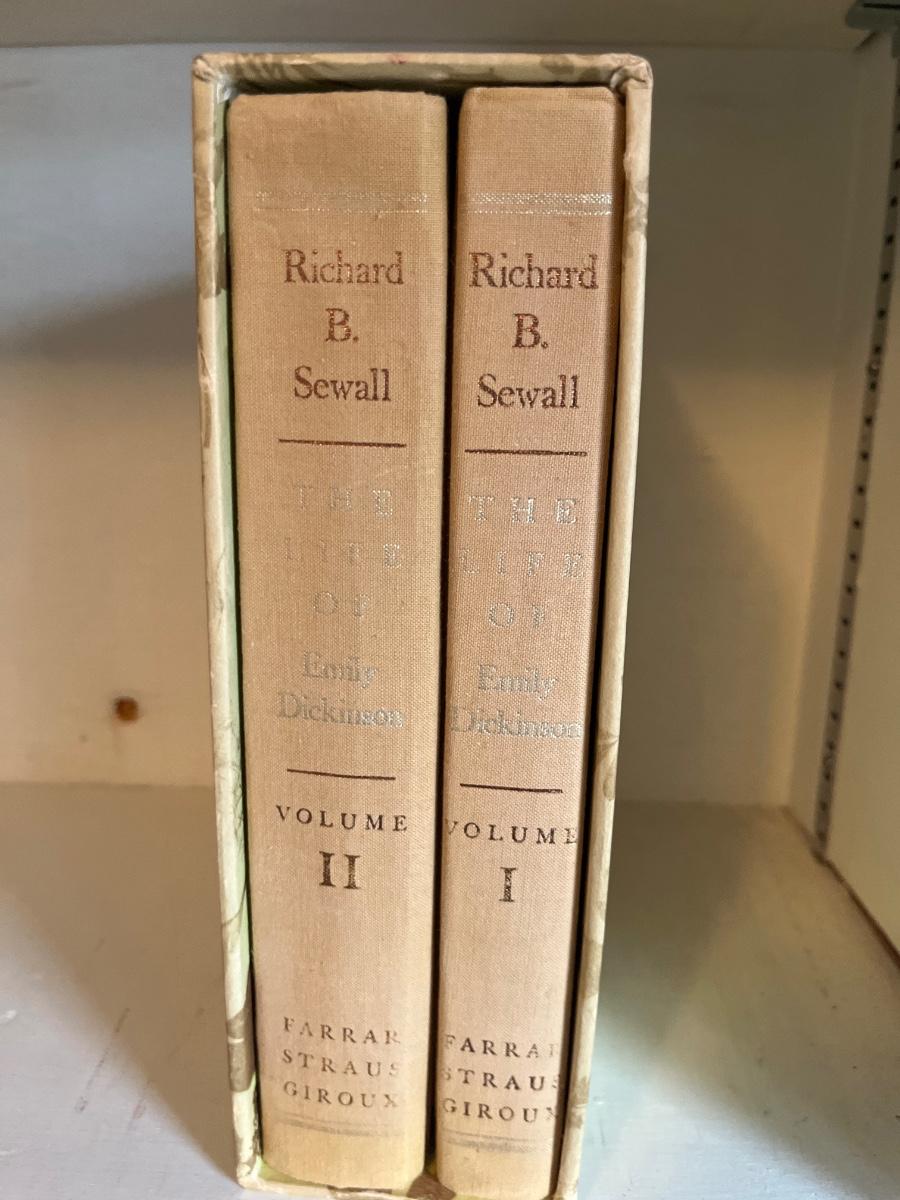 Richard
B.
Sewall
THE
LIFE
OF
Emily
Dickinson
VOLUME
II
FARRAR
STRAUS
GIROUX
Richard
B.
Sewall
THE
LIFE
OF
Emily
Dickinson
VOLUME
I
FARRAR
STRAUS
GIROUX